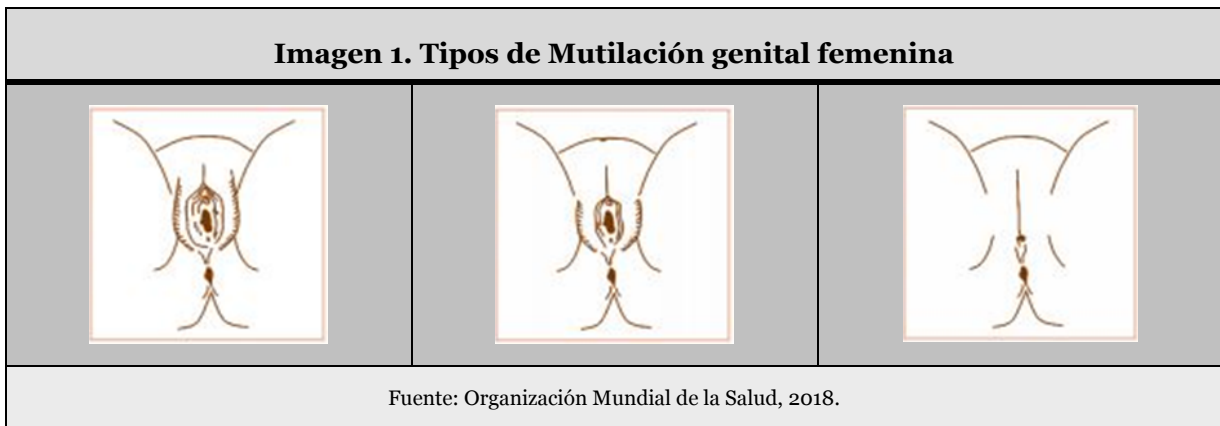 Imagen 1. Tipos de Mutilación genital femenina
Fuente: Organización Mundial de la Salud, 2018.